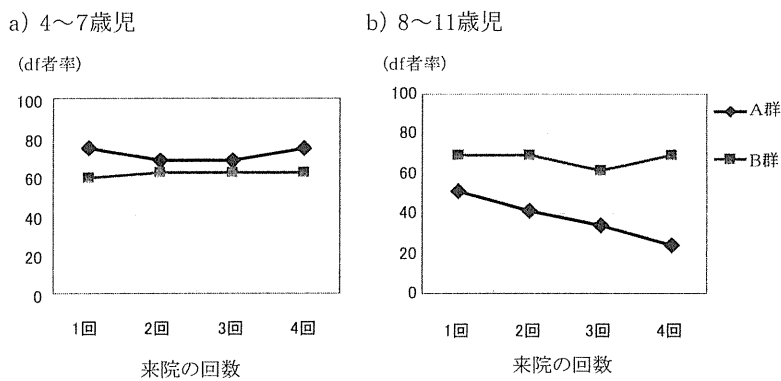 a) 4～7歳児
(df者率)
100
80
60
40
20
0
1回 2回 3回 4回
来院の回数
b) 8～11歳児
(df者率)
100
80
60
40
20
0
1回 2回 3回 4回
来院の回数
A群
B群